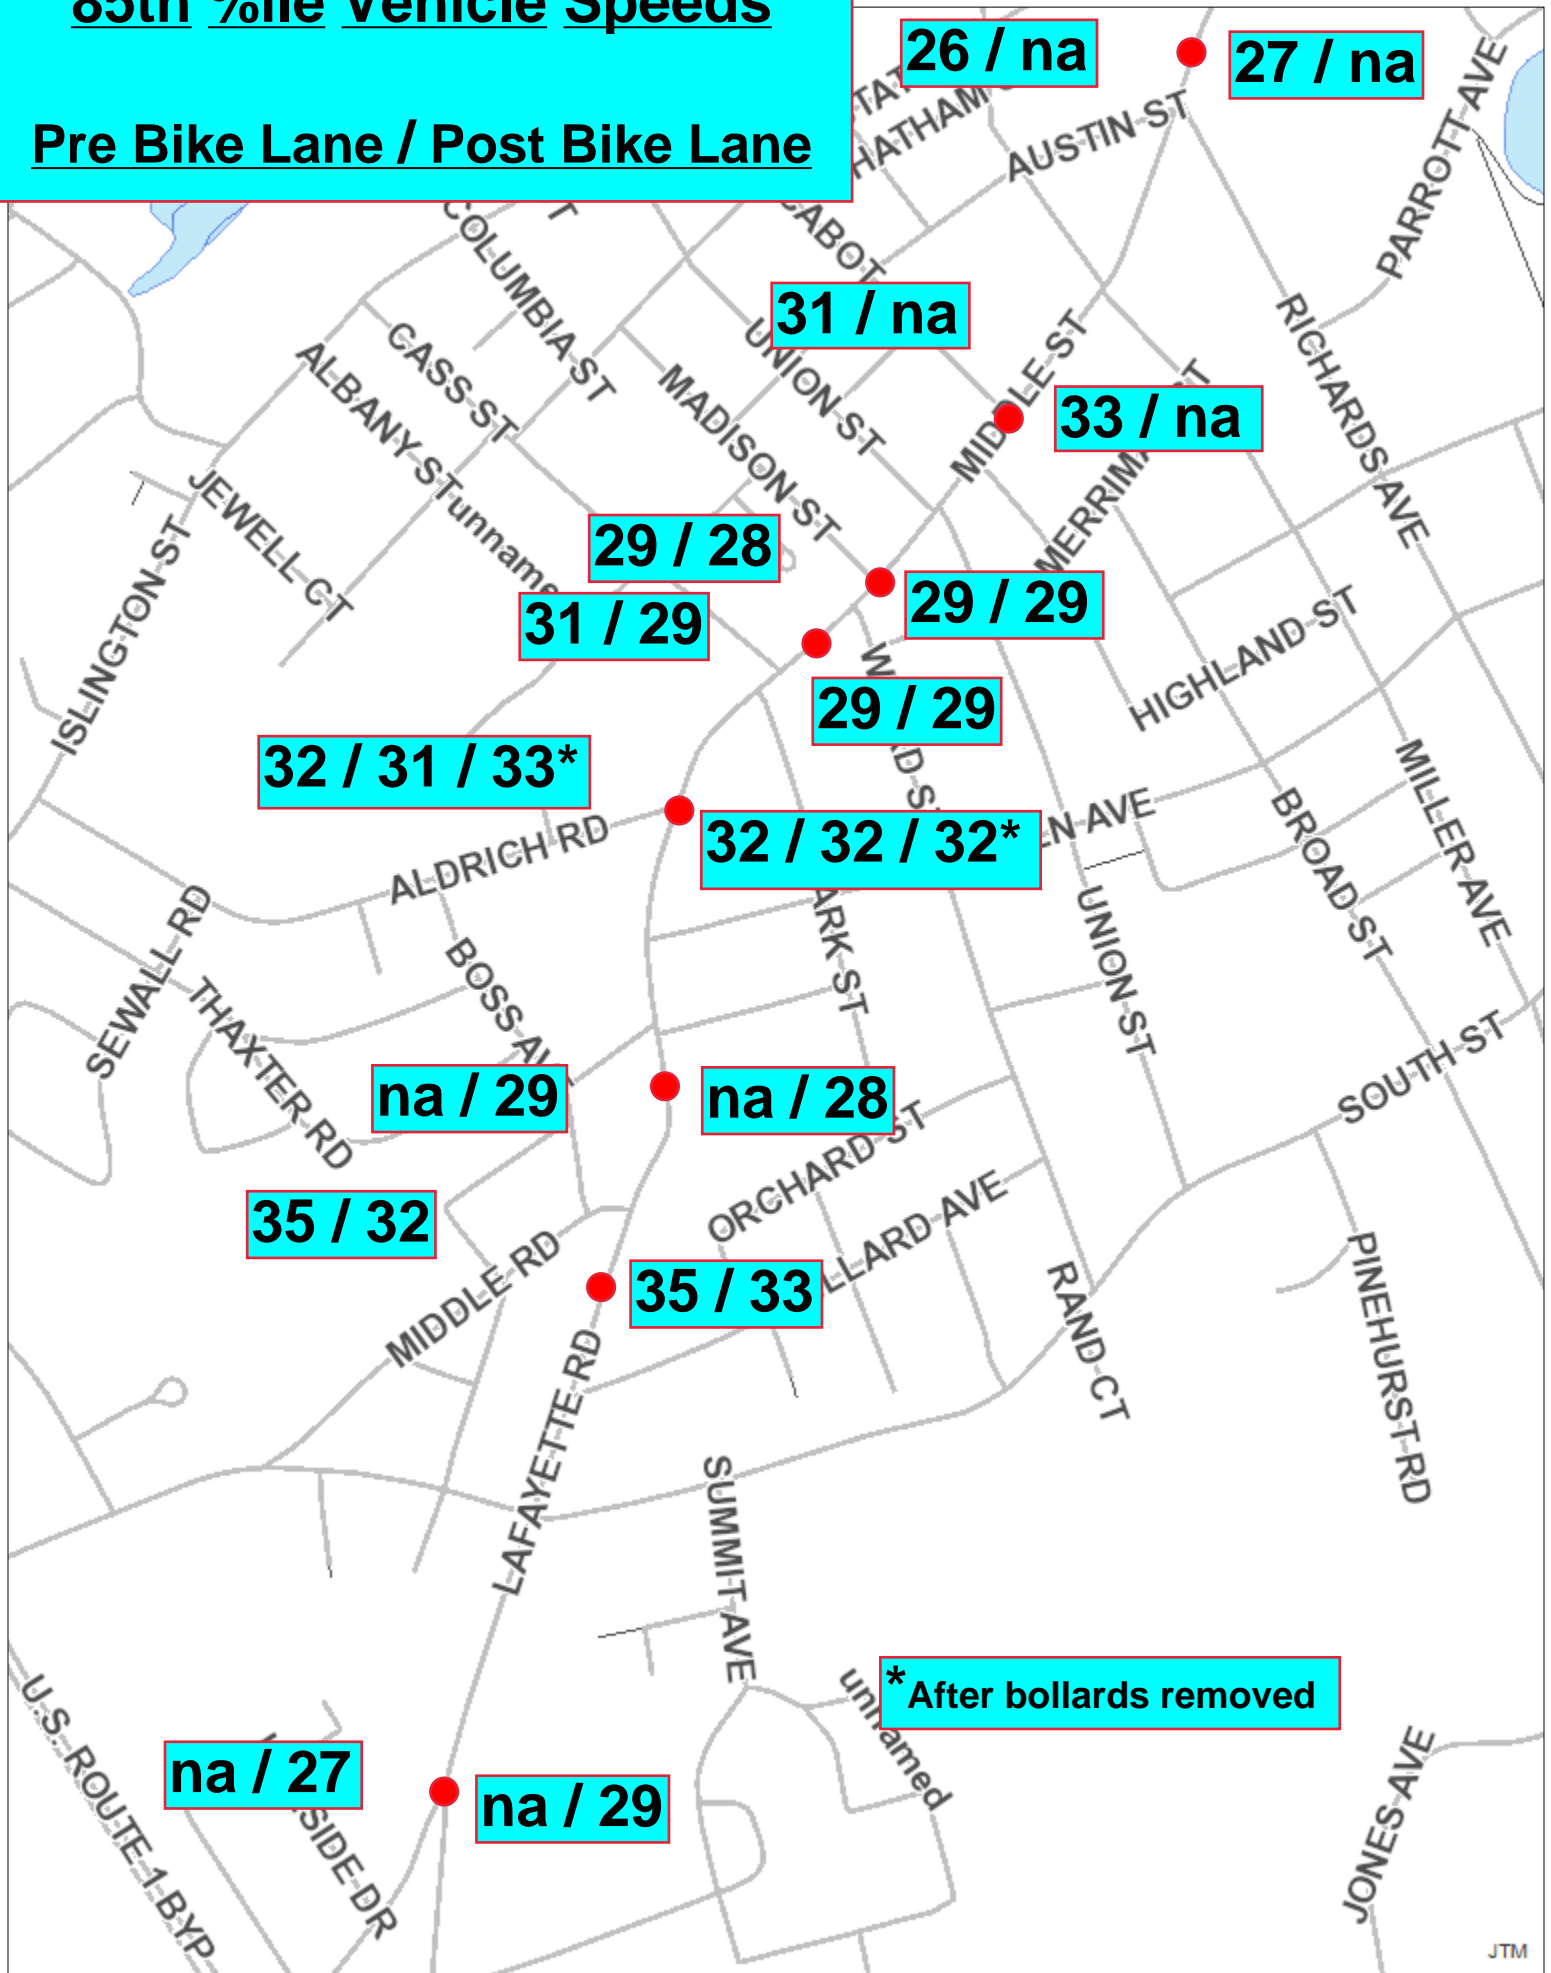 85th %ile Vehicle Speeds
Pre Bike Lane / Post Bike Lane
26 / na
27 / na
AUSTIN ST
PARROTT AVE
COLUMBIA ST
CABOT
31 / na
UNION ST
MIDDLE ST
RICHARDS AVE
CASS ST
ALBANY ST
MADISON ST
33 / na
JEWELL CT
29 / 28
29 / 29
31 / 29
ISLINGTON ST
HIGHLAND ST
29 / 29
32 / 31 / 33*
32 / 32 / 32*
MILLER AVE
BROAD ST
ALDRICH RD
SEWALL RD
UNION ST
BOSS AV
THAXTER RD
na / 29
na / 28
SOUTH ST
ORCHARD ST
35 / 32
MIDDLE RD
35 / 33
RAND CT
PINEHURST RD
LAFAYETTE RD
SUMMIT AVE
*After bollards removed
unnamed
U.S. ROUTE 1 BYP
na / 27
na / 29
SIDE DR
JONES AVE
JTM